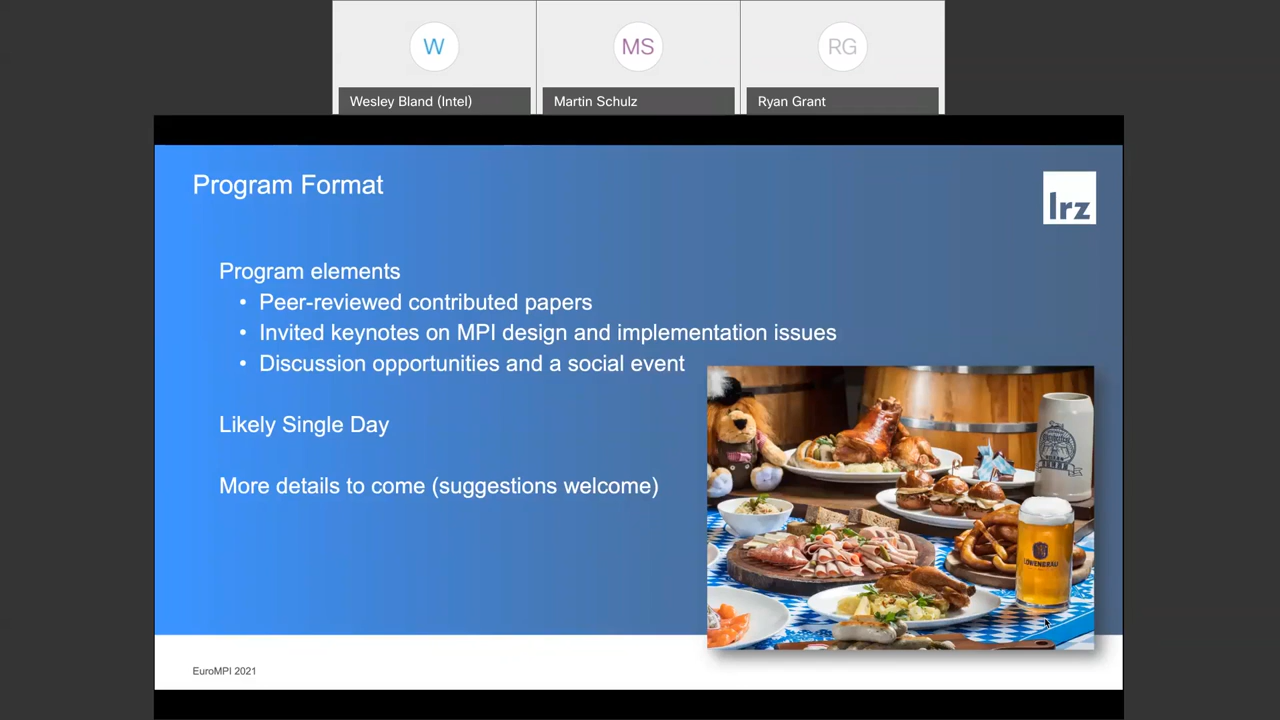 W
MS
RG
Wesley Bland (Intel)
Martin Schulz
Ryan Grant
Program Format
lrz
Program elements
• Peer-reviewed contributed papers
• Invited keynotes on MPI design and implementation issues
• Discussion opportunities and a social event
Likely Single Day
More details to come (suggestions welcome)
LÖWENBRÄU
EuroMPI 2021